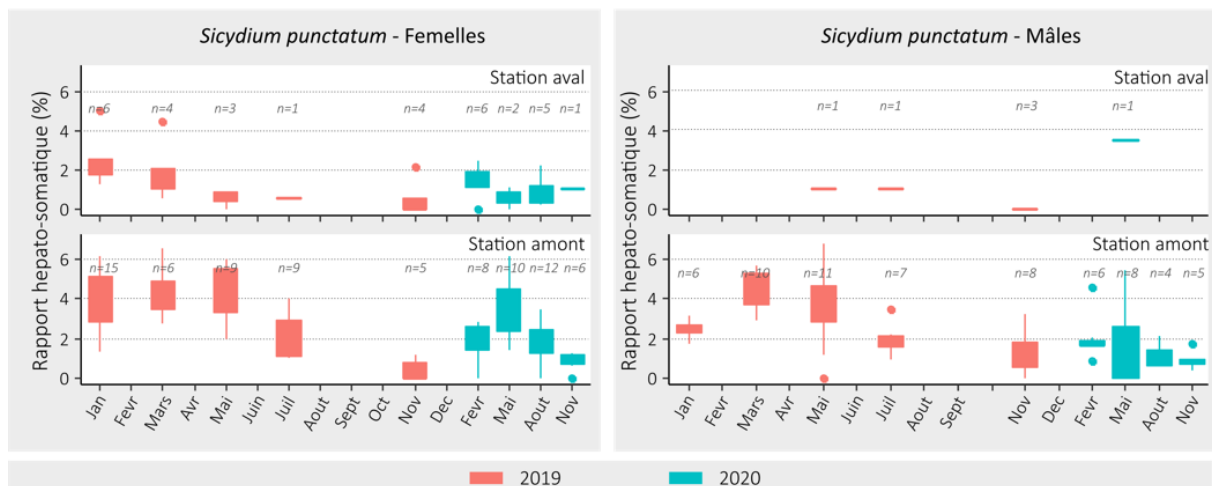 Sicydium punctatum - Femelles
Station aval
n=6 n=4 n=3 n=1 n=4 n=6 n=2 n=5 n=1
6
4
2
0
Station amont
n=15 n=6 n=9 n=9 n=5 n=8 n=10 n=12 n=6
6
4
2
0
Rapport hepato-somatique (%)
Jan Fevr Mars Avr Mai Juin Juil Aout Sept Oct Nov Dec Fevr Mai Aout Nov
Sicydium punctatum - Mâles
Station aval
n=1 n=1 n=3 n=1
6
4
2
0
Station amont
n=6 n=10 n=11 n=7 n=8 n=6 n=8 n=4 n=5
6
4
2
0
Rapport hepato-somatique (%)
Jan Fevr Mars Avr Mai Juin Juil Aout Sept Nov Dec Fevr Mai Aout Nov
2019 2020